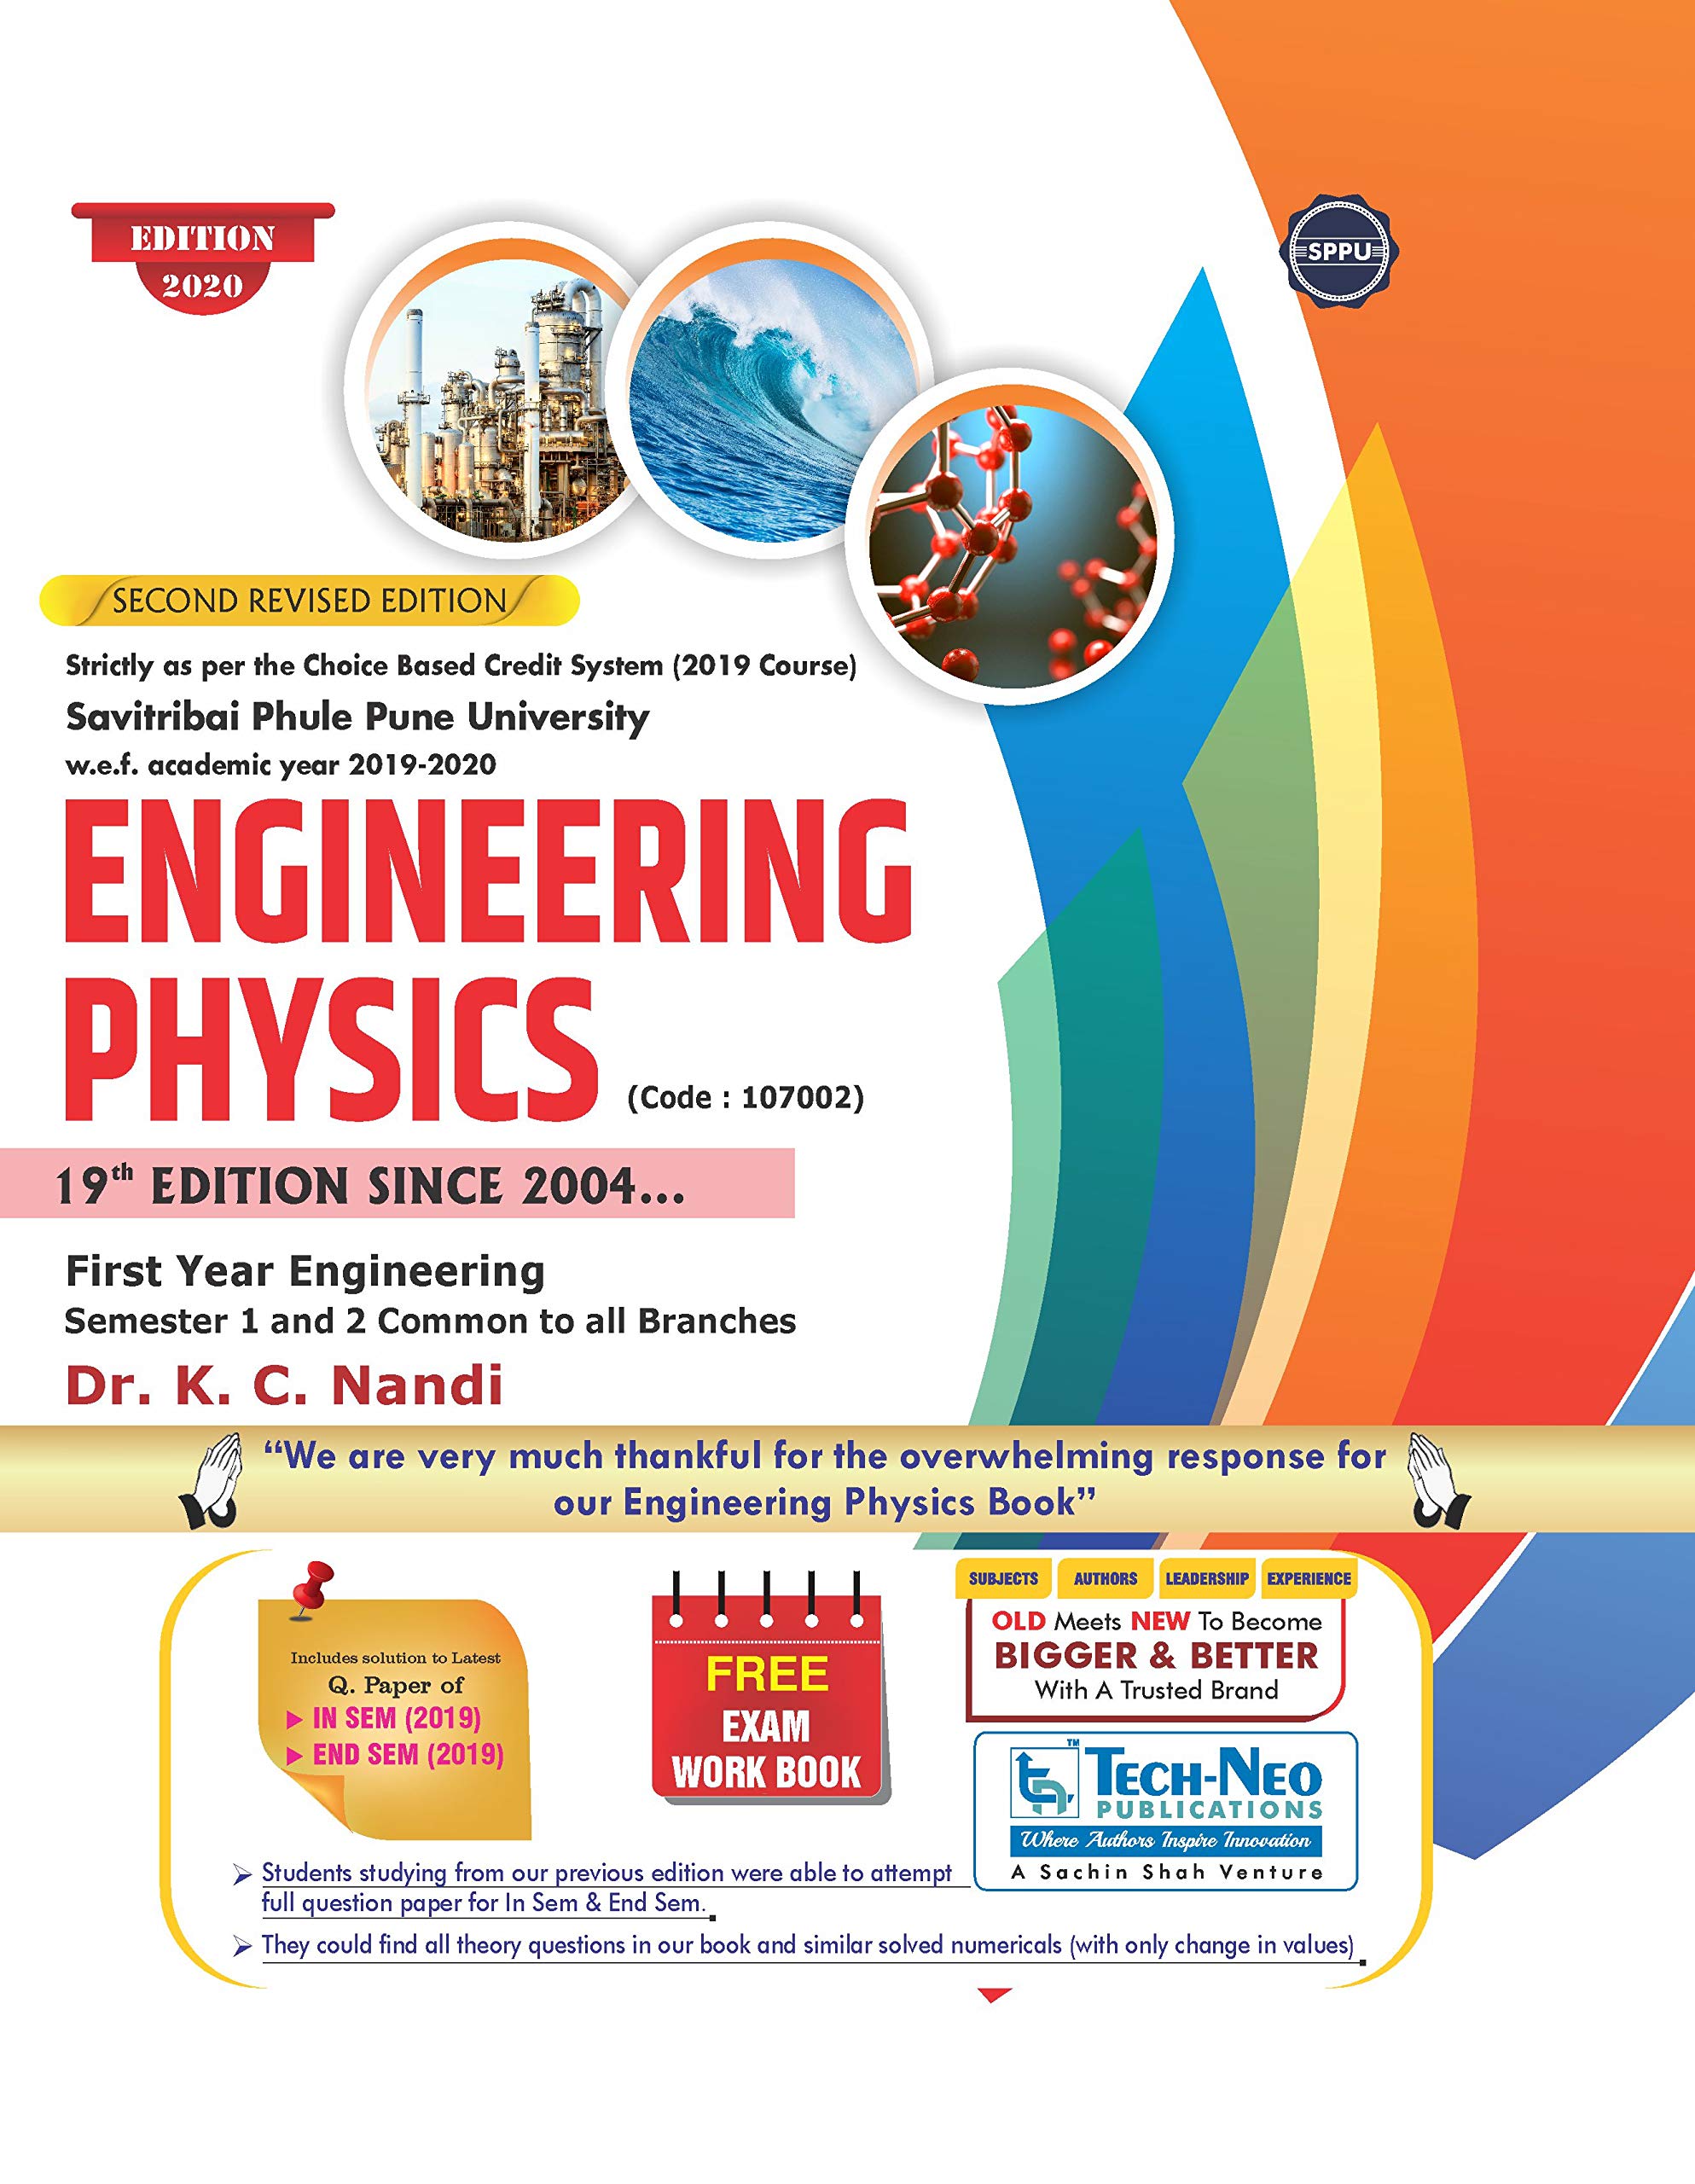 EDITION
2020
SPPU
SECOND REVISED EDITION
Strictly as per the Choice Based Credit System (2019 Course)
Savitribai Phule Pune University
w.e.f. academic year 2019-2020
ENGINEERING
PHYSICS
(Code : 107002)
19th EDITION SINCE 2004...
First Year Engineering
Semester 1 and 2 Common to all Branches
Dr. K. C. Nandi
“We are very much thankful for the overwhelming response for
our Engineering Physics Book”
Includes solution to Latest
Q. Paper of
IN SEM (2019)
END SEM (2019)
FREE
EXAM
WORK BOOK
SUBJECTS AUTHORS LEADERSHIP EXPERIENCE
OLD Meets NEW To Become
BIGGER & BETTER
With A Trusted Brand
TM
TECH-NEO
PUBLICATIONS
Where Authors Inspire Innovation
A Sachin Shah Venture
Students studying from our previous edition were able to attempt
full question paper for In Sem & End Sem.
They could find all theory questions in our book and similar solved numericals (with only change in values)